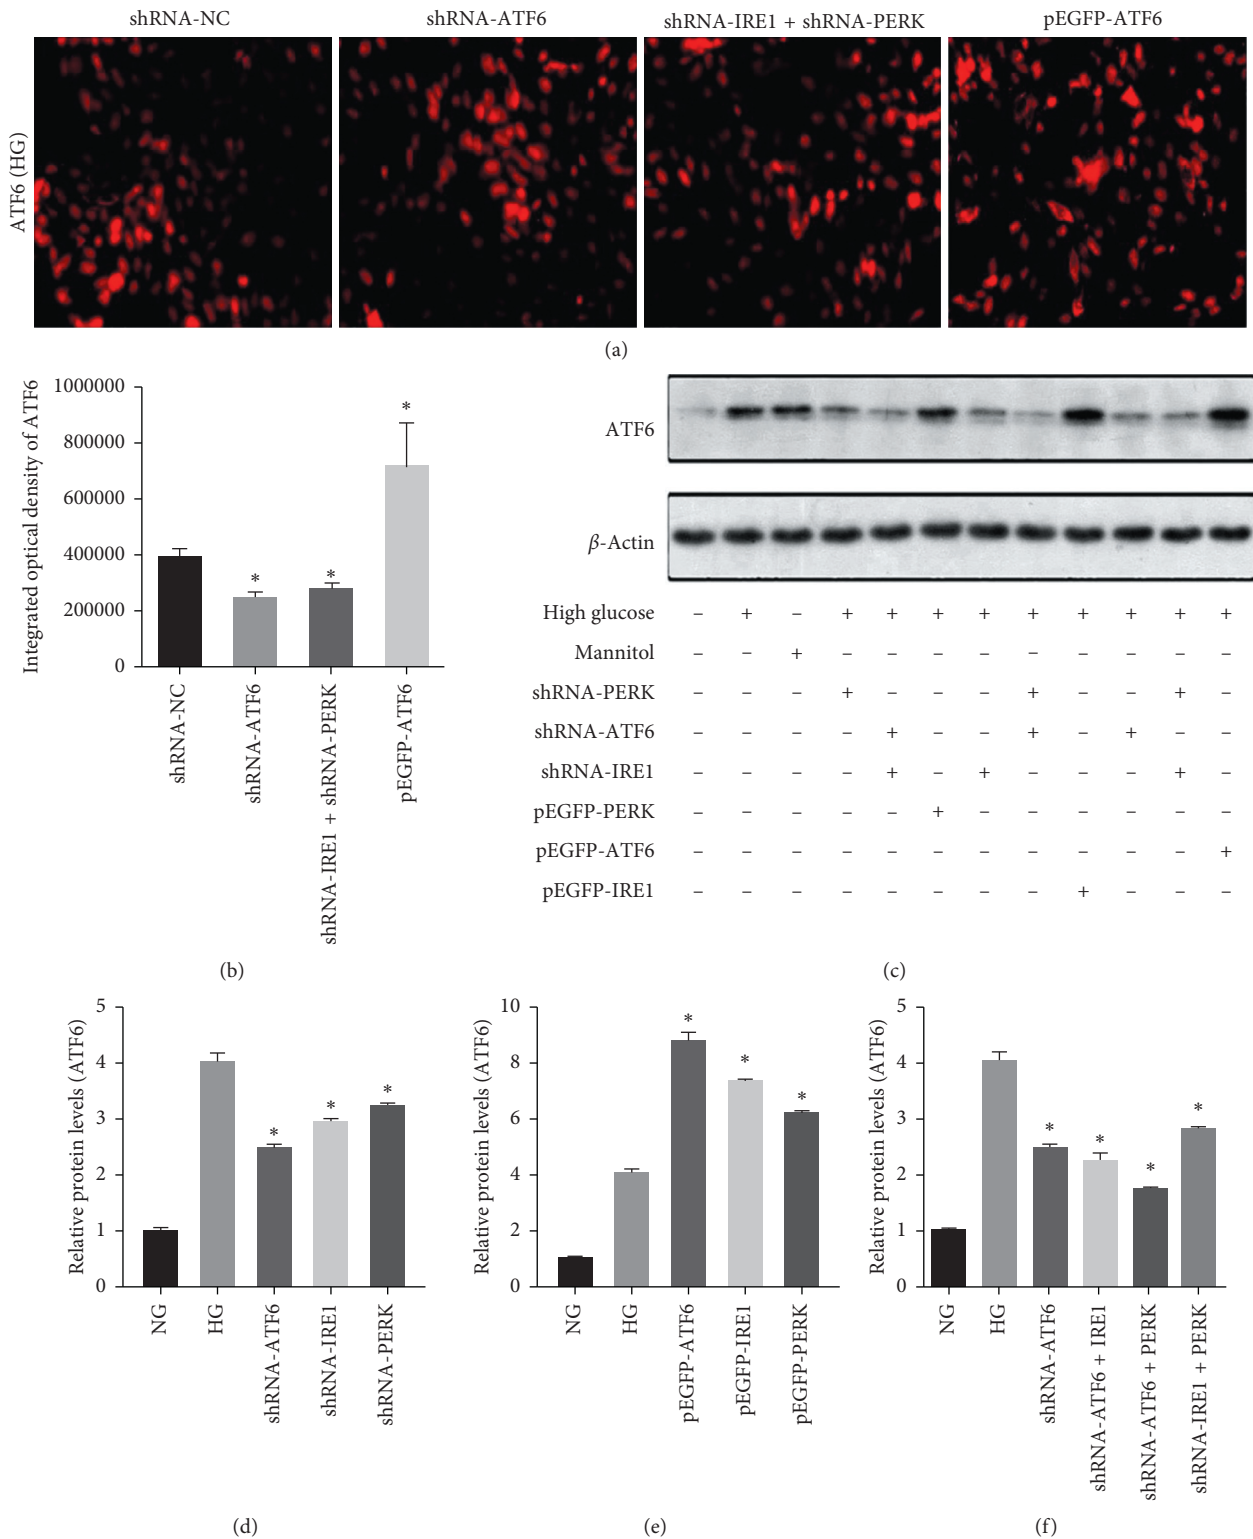 shRNA-NC
shRNA-ATF6
shRNA-IRE1 + shRNA-PERK
pEGFP-ATF6
ATF6 (HG)
(a)
Integrated optical density of ATF6
1000000
800000
600000
400000
200000
0
*
*
*
shRNA-NC
shRNA-ATF6
shRNA-IRE1 + shRNA-PERK
pEGFP-ATF6
(b)
ATF6
β-Actin
High glucose – + – + + + + + + + + +
Mannitol – – + – – – – – – – – –
shRNA-PERK – – – + – – – + – – + –
shRNA-ATF6 – – – – + – – + – + – –
shRNA-IRE1 – – – – + – + – – – + –
pEGFP-PERK – – – – – + – – – – – –
pEGFP-ATF6 – – – – – – – – – – – +
pEGFP-IRE1 – – – – – – – – + – – –
(c)
Relative protein levels (ATF6)
5
4
3
2
1
0
*
*
*
NG
HG
shRNA-ATF6
shRNA-IRE1
shRNA-PERK
(d)
Relative protein levels (ATF6)
10
8
6
4
2
0
*
*
*
NG
HG
pEGFP-ATF6
pEGFP-IRE1
pEGFP-PERK
(e)
Relative protein levels (ATF6)
5
4
3
2
1
0
*
*
*
*
NG
HG
shRNA-ATF6
shRNA-ATF6 + IRE1
shRNA-ATF6 + PERK
shRNA-IRE1 + PERK
(f)